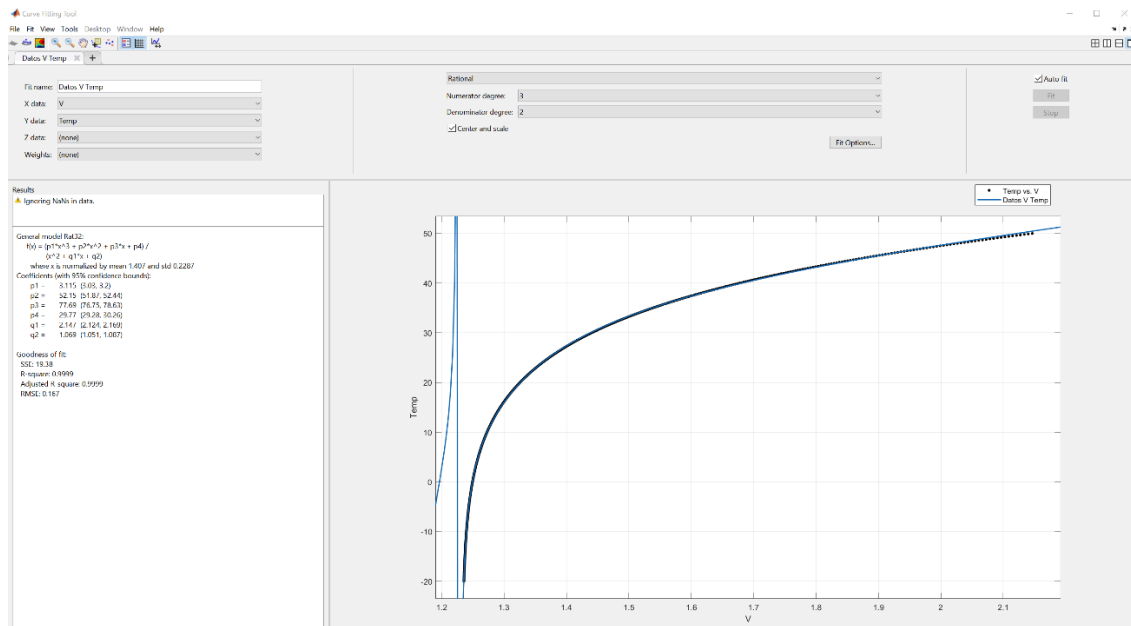 Curve Fitting Tool
File Fit View Tools Desktop Window Help
Datos V Temp
Fit name: Datos V Temp
X data: V
Y data: Temp
Z data: (none)
Weights: (none)
Rational
Numerator degree: 3
Denominator degree: 2
Center and scale
Fit Options...
Auto fit
Fit
Stop
Results
Ignoring NaNs in data.
General model Rat32:
f(x) = (p1*x^3 + p2*x^2 + p3*x + p4) /
(x^2 + q1*x + q2)
where x is normalized by mean 1.407 and std 0.2287
Coefficients (with 95% confidence bounds):
p1 = 3.115 (3.03, 3.2)
p2 = 52.15 (51.87, 52.44)
p3 = 77.69 (76.75, 78.63)
p4 = 29.77 (29.28, 30.26)
q1 = 2.147 (2.124, 2.169)
q2 = 1.069 (1.051, 1.087)
Goodness of fit:
SSE: 19.38
R-square: 0.9999
Adjusted R-square: 0.9999
RMSE: 0.167
Temp vs. V
Datos V Temp
50
40
30
20
10
0
-10
-20
Temp
1.2 1.3 1.4 1.5 1.6 1.7 1.8 1.9 2 2.1
V